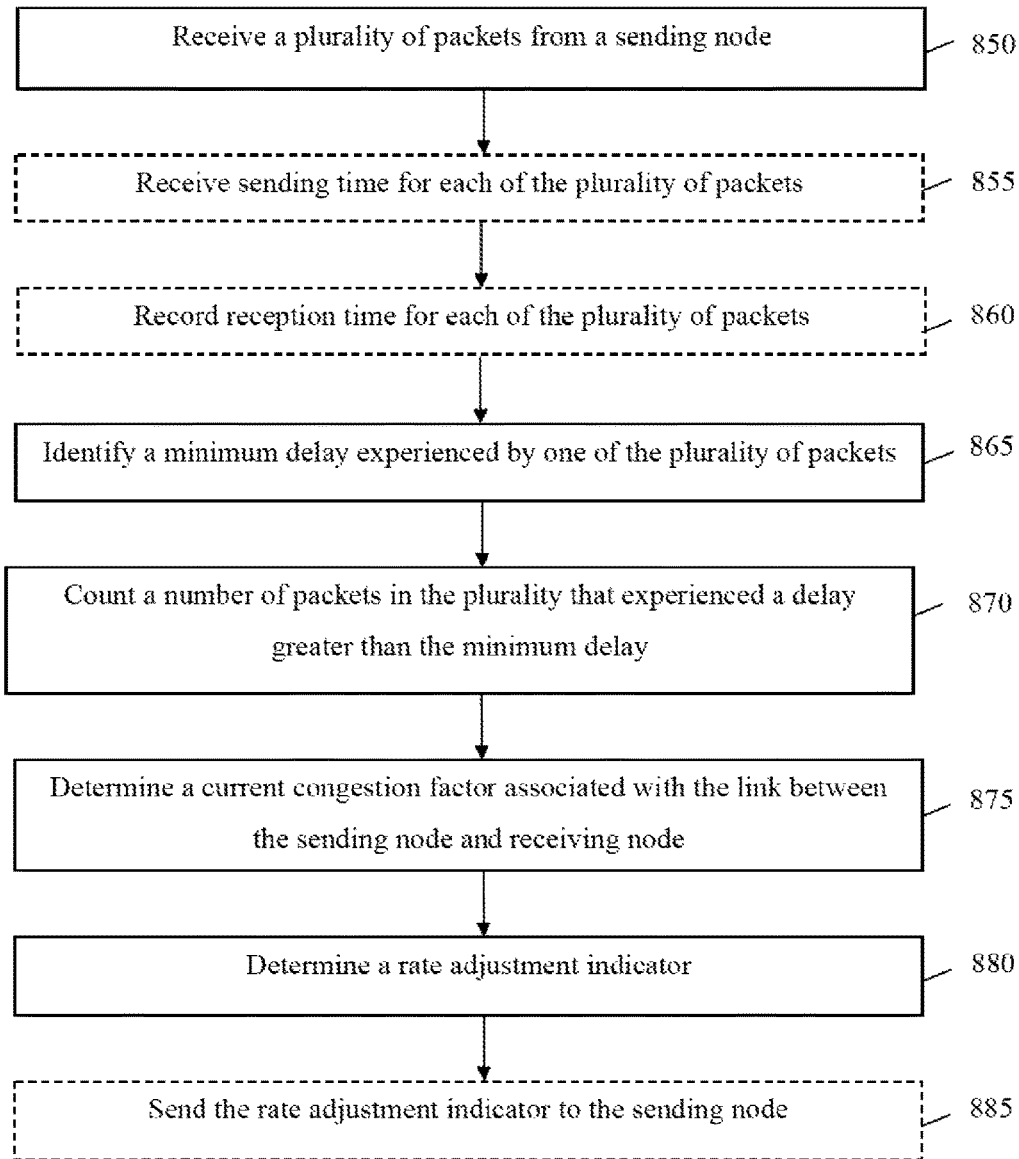 Receive a plurality of packets from a sending node
850
Receive sending time for each of the plurality of packets
855
Record reception time for each of the plurality of packets
860
Identify a minimum delay experienced by one of the plurality of packets
865
Count a number of packets in the plurality that experienced a delay
greater than the minimum delay
870
Determine a current congestion factor associated with the link between
the sending node and receiving node
875
Determine a rate adjustment indicator
880
Send the rate adjustment indicator to the sending node
885